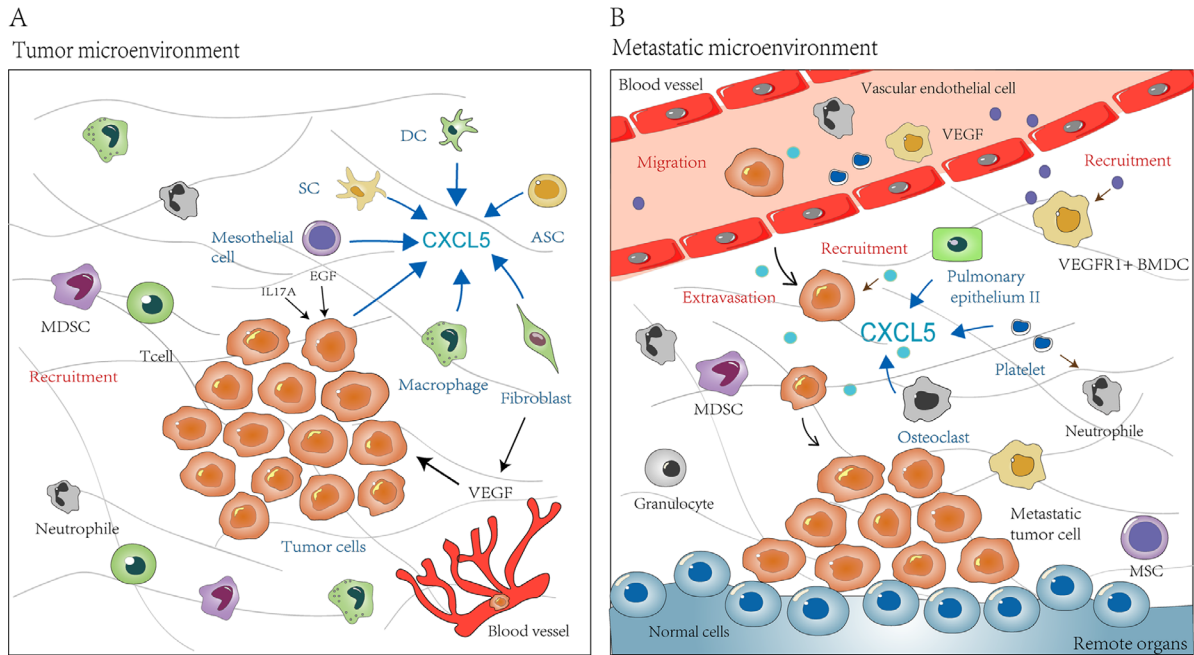 A
Tumor microenvironment
DC
SC
ASC
CXCL5
Mesothelial
cell
EGF
IL17A
MDSC
Tcell
Recruitment
Macrophage
Fibroblast
VEGF
Neutrophile
Tumor cells
Blood vessel
B
Metastatic microenvironment
Blood vessel
Vascular endothelial cell
VEGF
Migration
Recruitment
Recruitment
VEGFR1+ BMDC
Extravasation
Pulmonary
epithelium II
CXCL5
Platelet
MDSC
Neutrophile
Osteoclast
Granulocyte
Metastatic
tumor cell
MSC
Normal cells
Remote organs